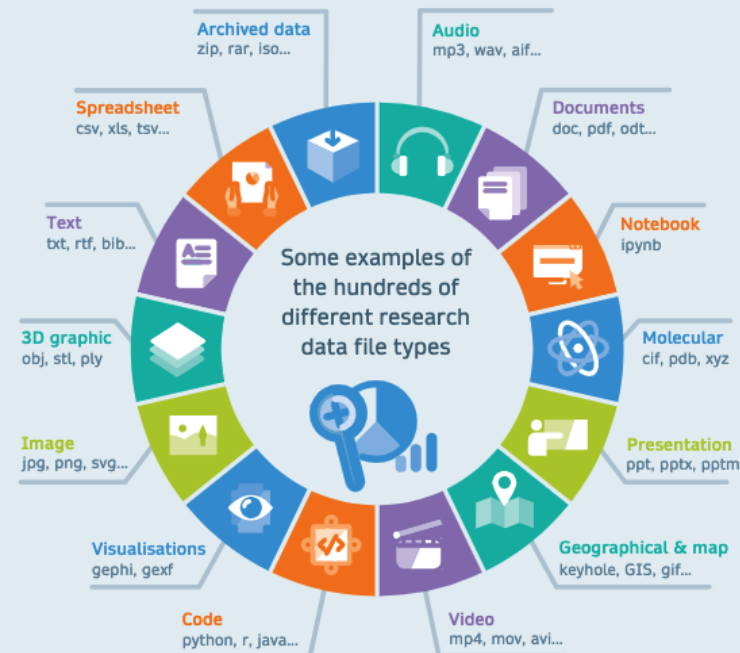 Archived data
zip, rar, iso...
Audio
mp3, wav, aif...
Spreadsheet
csv, xls, tsv...
Documents
doc, pdf, odt...
Text
txt, rtf, bib...
Notebook
ipynb
Some examples of
the hundreds of
different research
data file types
3D graphic
obj, stl, ply
Molecular
cif, pdb, xyz
Image
jpg, png, svg...
Presentation
ppt, pptx, pptm
Visualisations
gephi, gexf
Geographical & map
keyhole, GIS, gif...
Code
python, r, java...
Video
mp4, mov, avi...